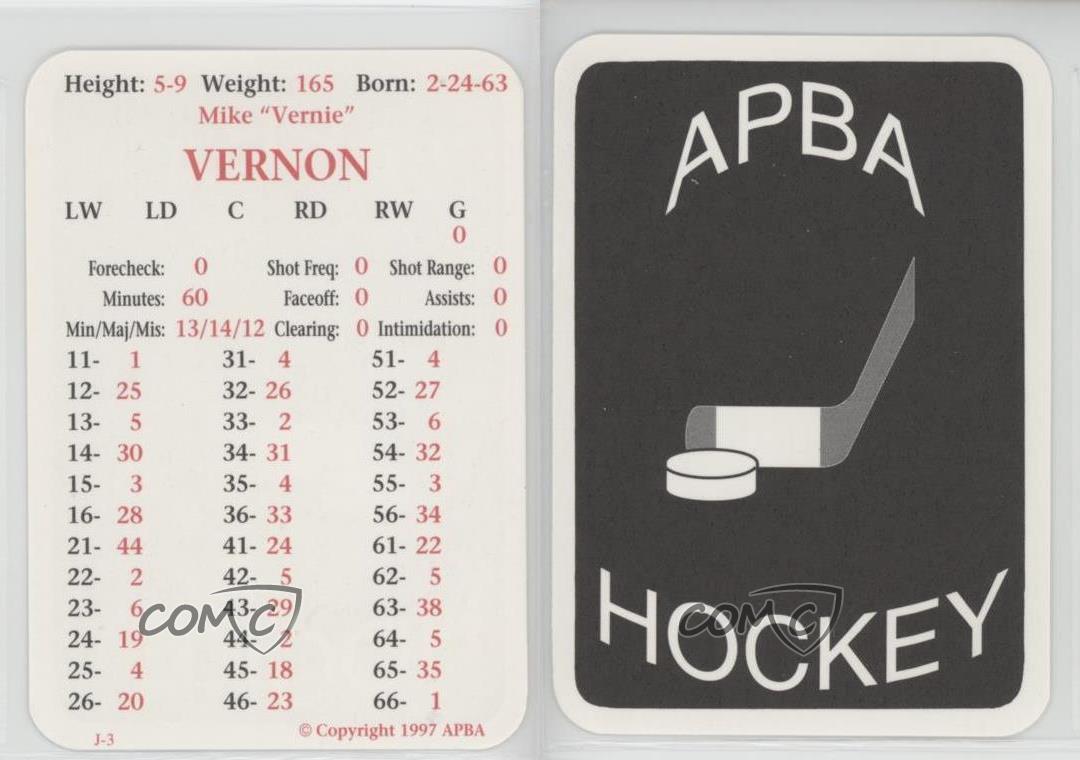 Height: 5-9 Weight: 165 Born: 2-24-63
Mike “Vernie”
VERNON
LW LD C RD RW G
0
Forecheck: 0 Shot Freq: 0 Shot Range: 0
Minutes: 60 Faceoff: 0 Assists: 0
Min/Maj/Mis: 13/14/12 Clearing: 0 Intimidation: 0
11- 1 31- 4 51- 4
12- 25 32- 26 52- 27
13- 5 33- 2 53- 6
14- 30 34- 31 54- 32
15- 3 35- 4 55- 3
16- 28 36- 33 56- 34
21- 44 41- 24 61- 22
22- 2 42- 5 62- 5
23- 6 43- 29 63- 38
24- 19 44- 2 64- 5
25- 4 45- 18 65- 35
26- 20 46- 23 66- 1
J-3 © Copyright 1997 APBA
COMC
APBA
HOCKEY
COMC